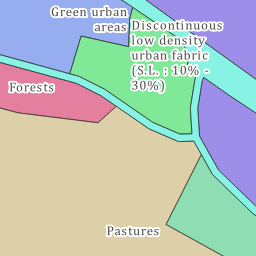 Green urban
areas
Discontinuous
low density
urban fabric
(S.L. : 10% -
30%)
Forests
Pastures